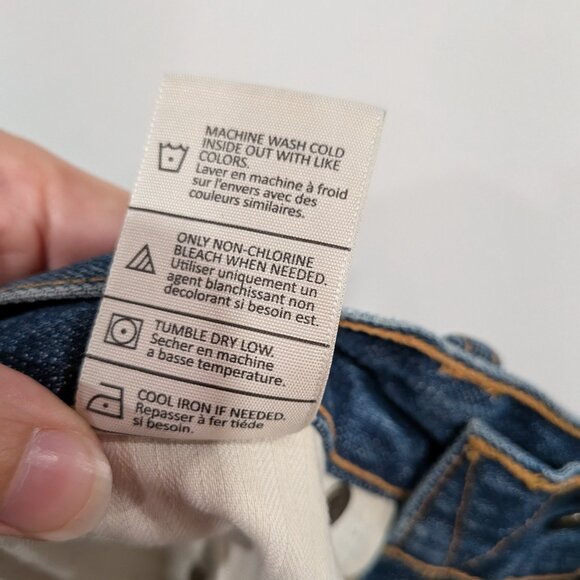 MACHINE WASH COLD
INSIDE OUT WITH LIKE
COLORS.
Laver en machine à froid
sur l'envers avec des
couleurs similaires.
ONLY NON-CHLORINE
BLEACH WHEN NEEDED.
Utiliser uniquement un
agent blanchissant non
decolorant si besoin est.
TUMBLE DRY LOW.
Secher en machine
a basse temperature.
COOL IRON IF NEEDED.
Repasser à fer tiéde
si besoin.